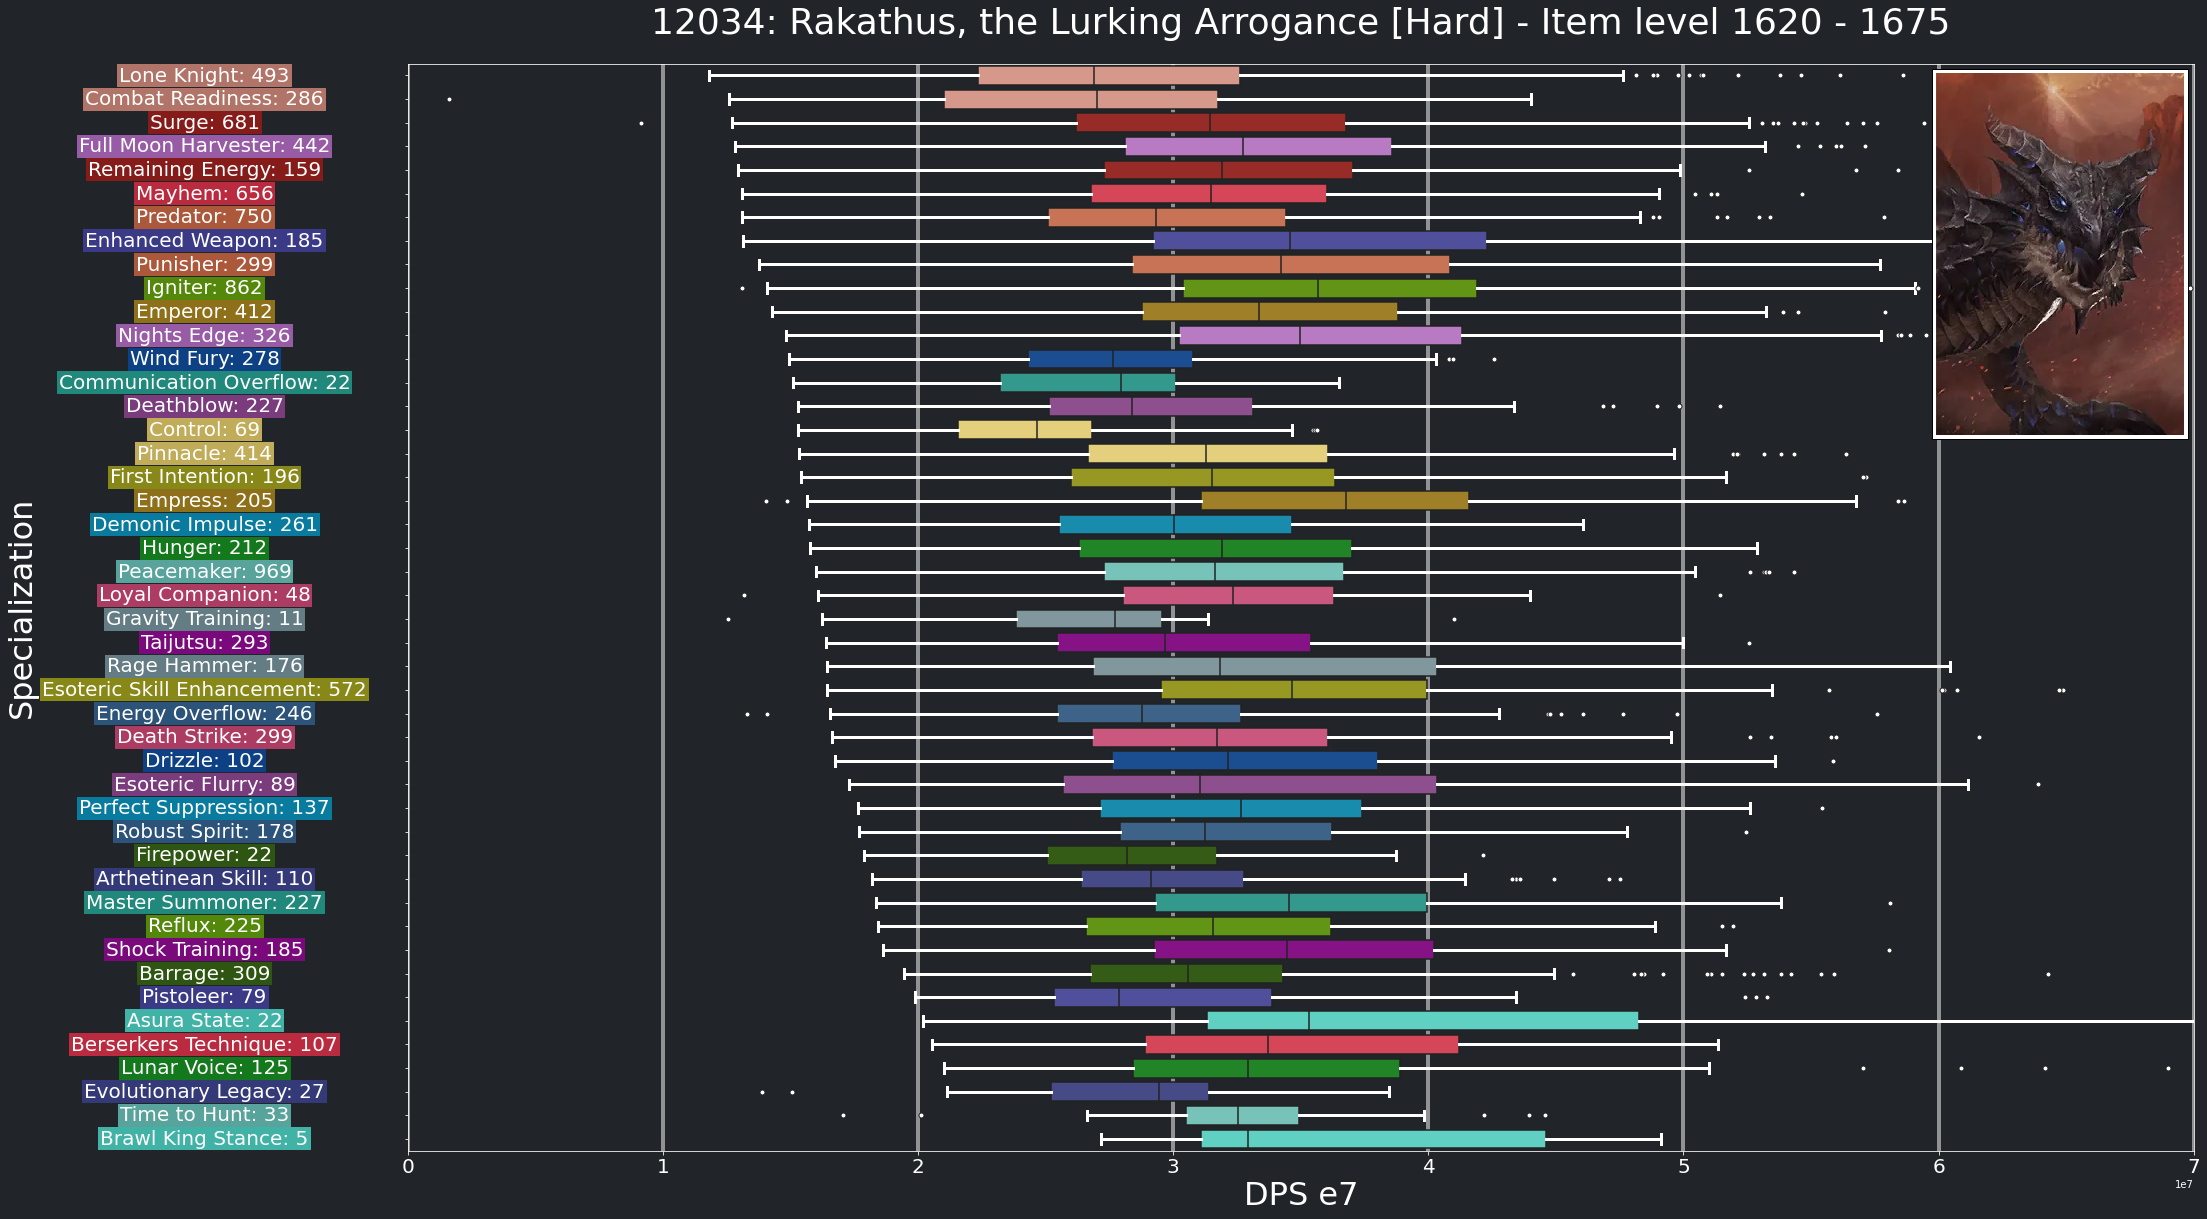 12034: Rakathus, the Lurking Arrogance [Hard] - Item level 1620 - 1675
Lone Knight: 493
Combat Readiness: 286
Surge: 681
Full Moon Harvester: 442
Remaining Energy: 159
Mayhem: 656
Predator: 750
Enhanced Weapon: 185
Punisher: 299
Igniter: 862
Emperor: 412
Nights Edge: 326
Wind Fury: 278
Communication Overflow: 22
Deathblow: 227
Control: 69
Pinnacle: 414
First Intention: 196
Empress: 205
Demonic Impulse: 261
Hunger: 212
Peacemaker: 969
Loyal Companion: 48
Gravity Training: 11
Taijutsu: 293
Rage Hammer: 176
Esoteric Skill Enhancement: 572
Energy Overflow: 246
Death Strike: 299
Drizzle: 102
Esoteric Flurry: 89
Perfect Suppression: 137
Robust Spirit: 178
Firepower: 22
Arthetinean Skill: 110
Master Summoner: 227
Reflux: 225
Shock Training: 185
Barrage: 309
Pistoleer: 79
Asura State: 22
Berserkers Technique: 107
Lunar Voice: 125
Evolutionary Legacy: 27
Time to Hunt: 33
Brawl King Stance: 5
Specialization
0 1 2 3 4 5 6 7
1e7
DPS e7